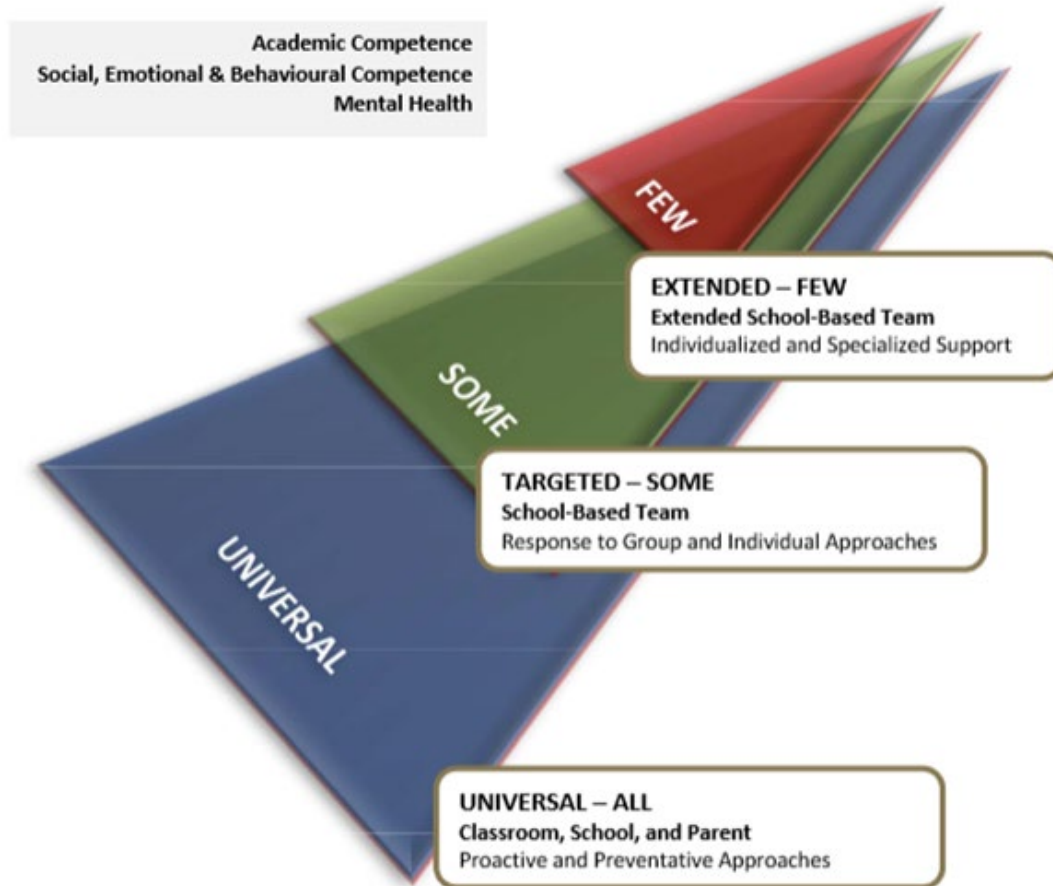 Academic Competence
Social, Emotional & Behavioural Competence
Mental Health
FEW
EXTENDED – FEW
Extended School-Based Team
Individualized and Specialized Support
SOME
TARGETED – SOME
School-Based Team
Response to Group and Individual Approaches
UNIVERSAL
UNIVERSAL – ALL
Classroom, School, and Parent
Proactive and Preventative Approaches